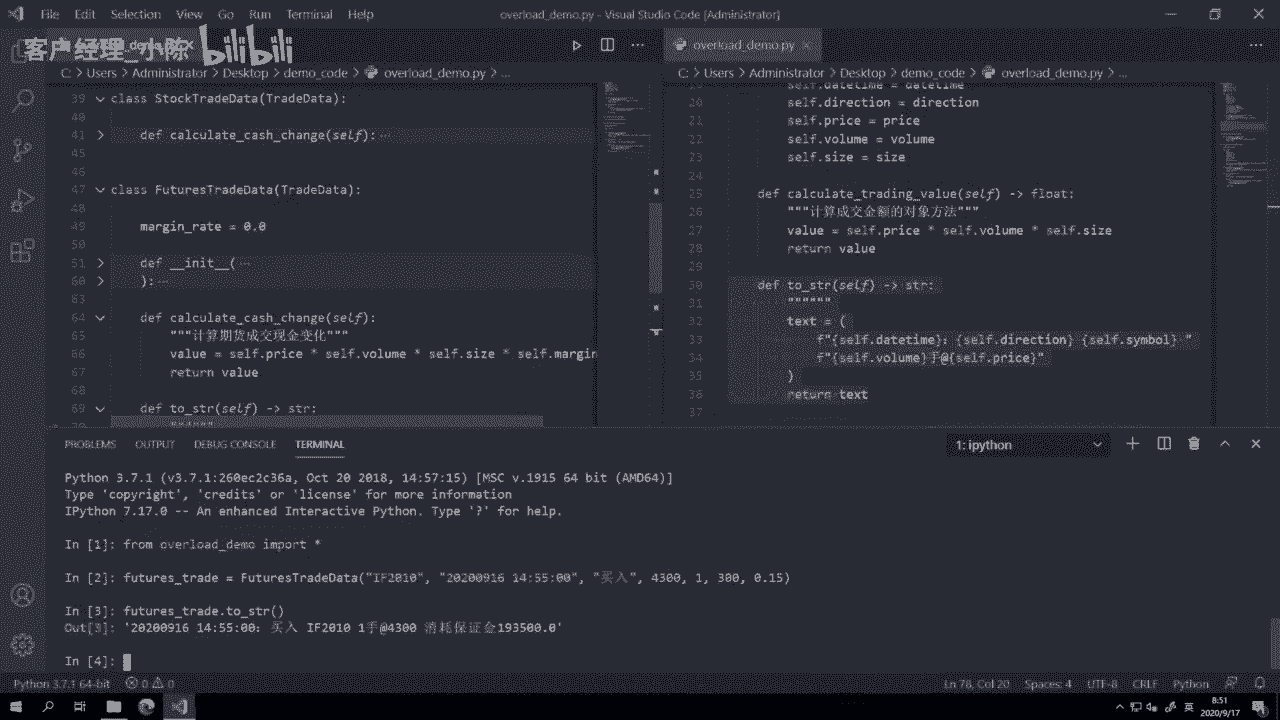 File Edit Selection View Go Run Terminal Help
overload_demo.py - Visual Studio Code [Administrator]
客户经理_小陈 bilibili
overload_demo.py
C: > Users > Administrator > Desktop > demo_code > overload_demo.py > ...
39 class StockTradeData(TradeData):
40
41 def calculate_cash_change(self): ...
45
46
47 class FuturesTradeData(TradeData):
48
49 margin_rate = 0.0
50
51 def __init__( ...
60 ): ...
63
64 def calculate_cash_change(self):
65 """计算期货成交现金变化"""
66 value = self.price * self.volume * self.size * self.margin
67 return value
68
69 def to_str(self) -> str:
C: > Users > Administrator > Desktop > demo_code > overload_demo.py > ...
self.datetime = datetime
20 self.direction = direction
21 self.price = price
22 self.volume = volume
23 self.size = size
24
25 def calculate_trading_value(self) -> float:
26 """计算成交金额的对象方法"""
27 value = self.price * self.volume * self.size
28 return value
29
30 def to_str(self) -> str:
31 """"""
32 text = (
33 f"{self.datetime}: {self.direction} {self.symbol} "
34 f"{self.volume}手@{self.price}"
35 )
36 return text
37
PROBLEMS OUTPUT DEBUG CONSOLE TERMINAL
1: ipython
Python 3.7.1 (v3.7.1:260ec2c36a, Oct 20 2018, 14:57:15) [MSC v.1915 64 bit (AMD64)]
Type 'copyright', 'credits' or 'license' for more information
IPython 7.17.0 -- An enhanced Interactive Python. Type '?' for help.
In [1]: from overload_demo import *
In [2]: futures_trade = FuturesTradeData("IF2010", "20200916 14:55:00", "买入", 4300, 1, 300, 0.15)
In [3]: futures_trade.to_str()
Out[3]: '20200916 14:55:00: 买入 IF2010 1手@4300 消耗保证金193500.0'
In [4]:
Python 3.7.1 64-bit 0 0
Ln 78, Col 20 Spaces: 4 UTF-8 CRLF Python
英
8:51
2020/9/17